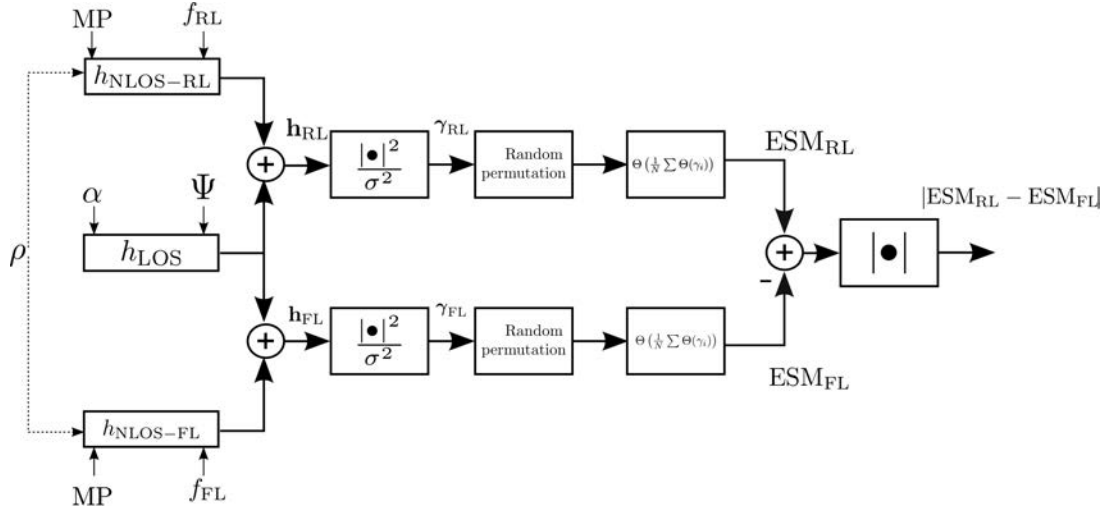 MP
f_RL
h_NLOS−RL
h_RL
|●|²
σ²
γ_RL
Random
permutation
Θ(1/N ∑ Θ(γ_i))
ESM_RL
α
Ψ
ρ
h_LOS
+
+
+
-
|●|
|ESM_RL − ESM_FL|
h_FL
|●|²
σ²
γ_FL
Random
permutation
Θ(1/N ∑ Θ(γ_i))
ESM_FL
h_NLOS−FL
MP
f_FL